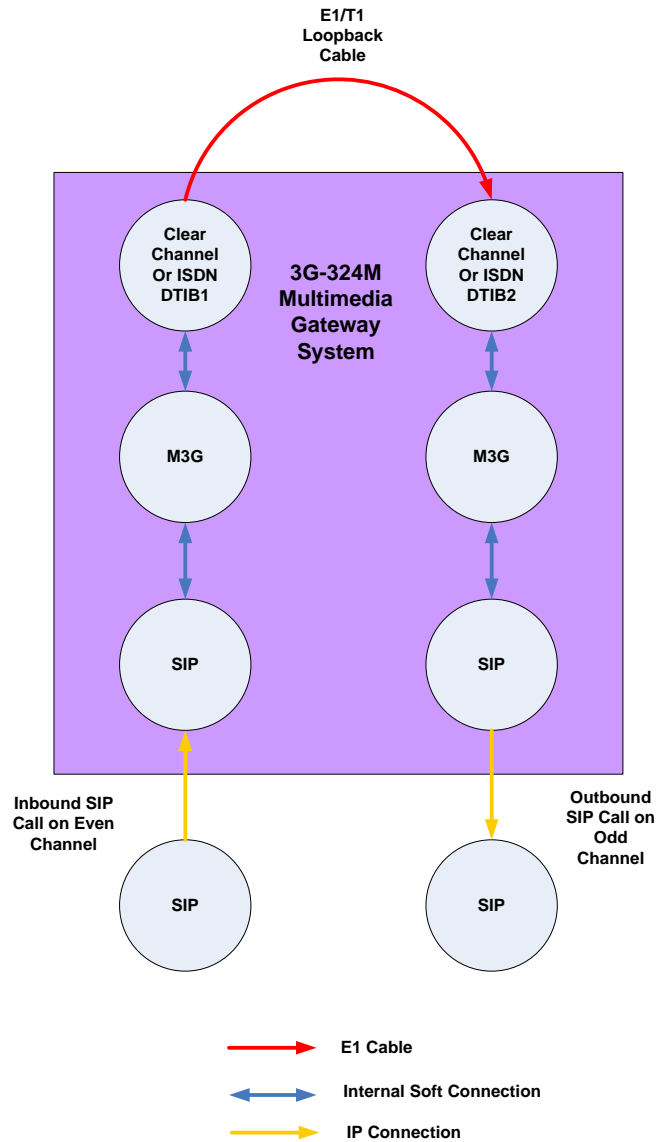 E1/T1
Loopback
Cable
Clear
Channel
Or ISDN
DTIB1
3G-324M
Multimedia
Gateway
System
Clear
Channel
Or ISDN
DTIB2
M3G
M3G
SIP
SIP
Inbound SIP
Call on Even
Channel
Outbound
SIP Call on
Odd
Channel
SIP
SIP
E1 Cable
Internal Soft Connection
IP Connection